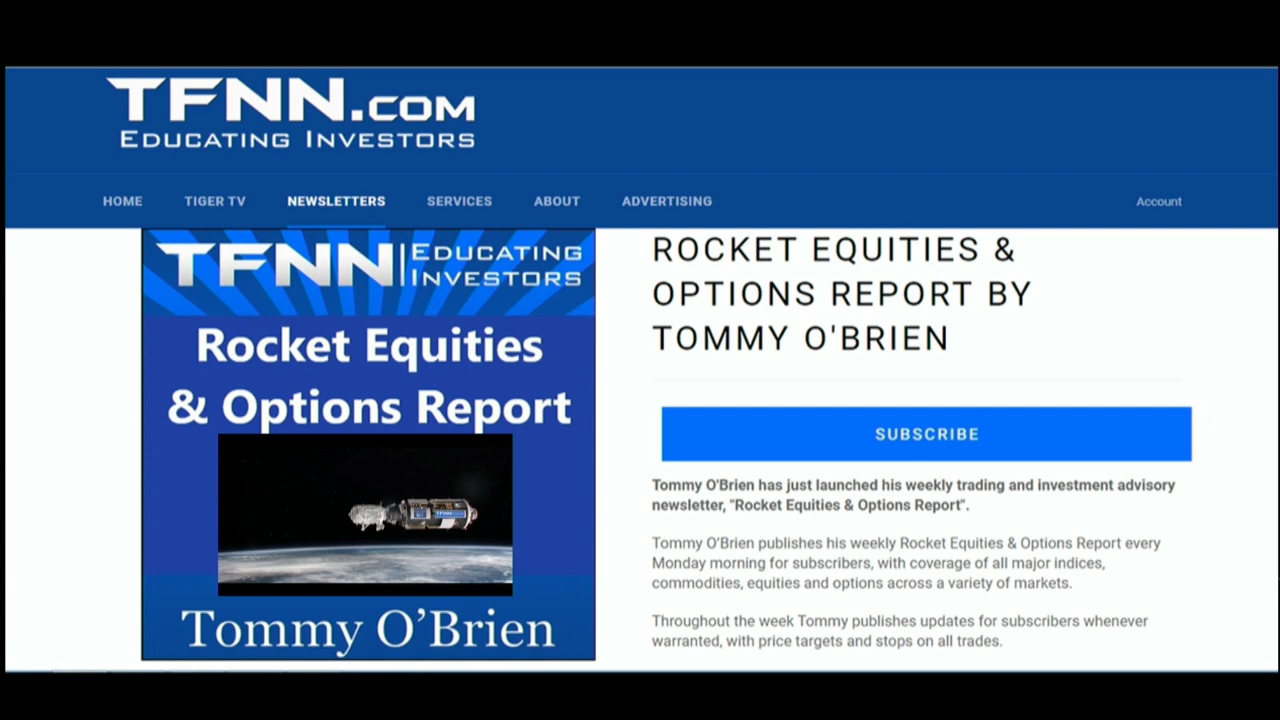 TFNN.COM
EDUCATING INVESTORS
HOME TIGER TV NEWSLETTERS SERVICES ABOUT ADVERTISING Account
TFNN EDUCATING INVESTORS
Rocket Equities
& Options Report
TFNN
Tommy O’Brien
ROCKET EQUITIES &
OPTIONS REPORT BY
TOMMY O'BRIEN
SUBSCRIBE
Tommy O'Brien has just launched his weekly trading and investment advisory
newsletter, "Rocket Equities & Options Report".
Tommy O'Brien publishes his weekly Rocket Equities & Options Report every
Monday morning for subscribers, with coverage of all major indices,
commodities, equities and options across a variety of markets.
Throughout the week Tommy publishes updates for subscribers whenever
warranted, with price targets and stops on all trades.